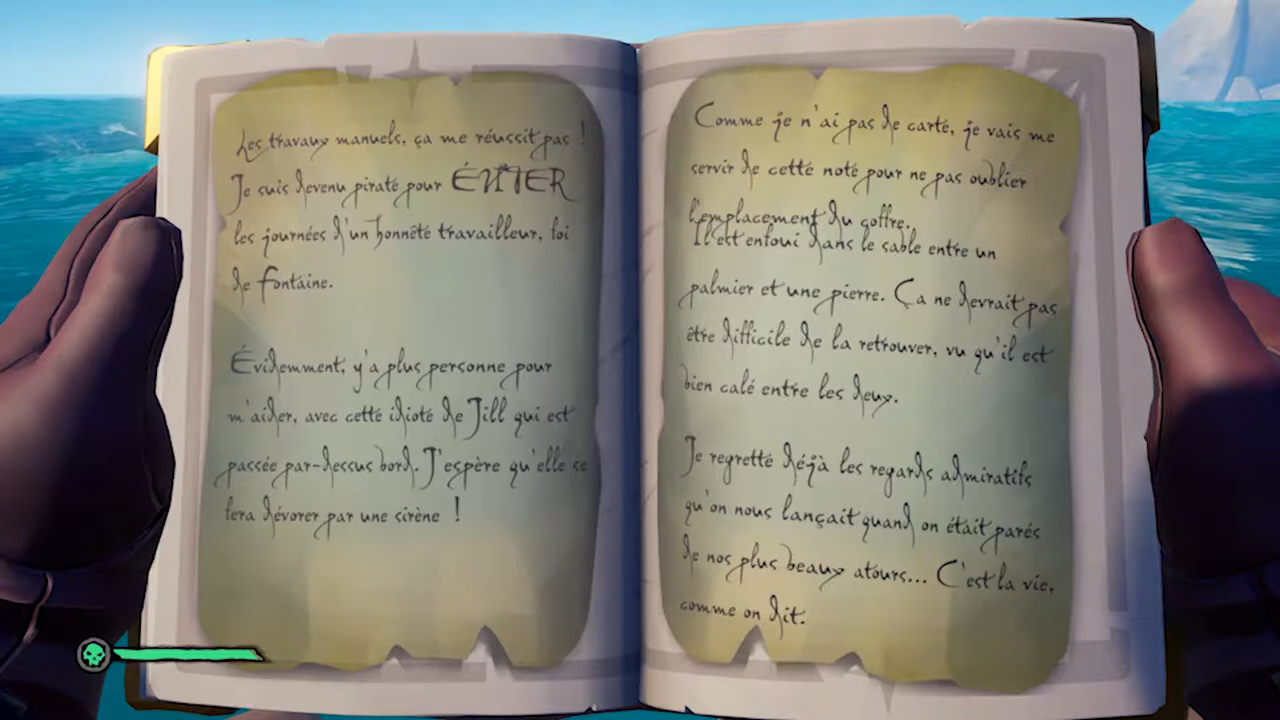 Les travaux manuels, ça me réussit pas !
Je suis devenu pirate pour ÉVITER
les journées d'un honnête travailleur, foi
de Fontaine.
Évidemment, y'a plus personne pour
m'aider, avec cette idiote de Jill qui est
passée par-dessus bord. J'espère qu'elle se
fera dévorer par une sirène !
Comme je n'ai pas de carte, je vais me
servir de cette note pour ne pas oublier
l'emplacement du coffre.
Il est enfoui dans le sable entre un
palmier et une pierre. Ça ne devrait pas
être difficile de la retrouver, vu qu'il est
bien calé entre les deux.
Je regrette déjà les regards admiratifs
qu'on nous lançait quand on était parés
de nos plus beaux atours... C'est la vie,
comme on dit.